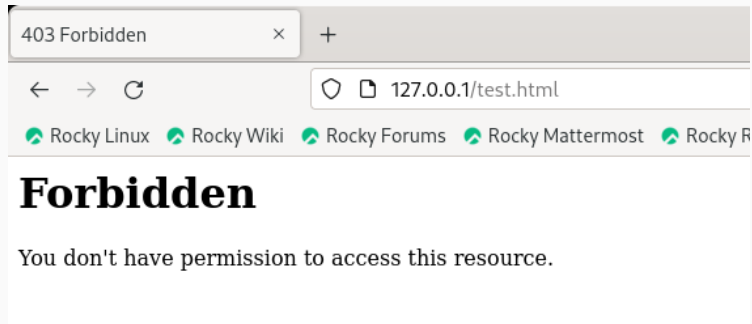 403 Forbidden
127.0.0.1/test.html
Rocky Linux Rocky Wiki Rocky Forums Rocky Mattermost Rocky
Forbidden
You don't have permission to access this resource.